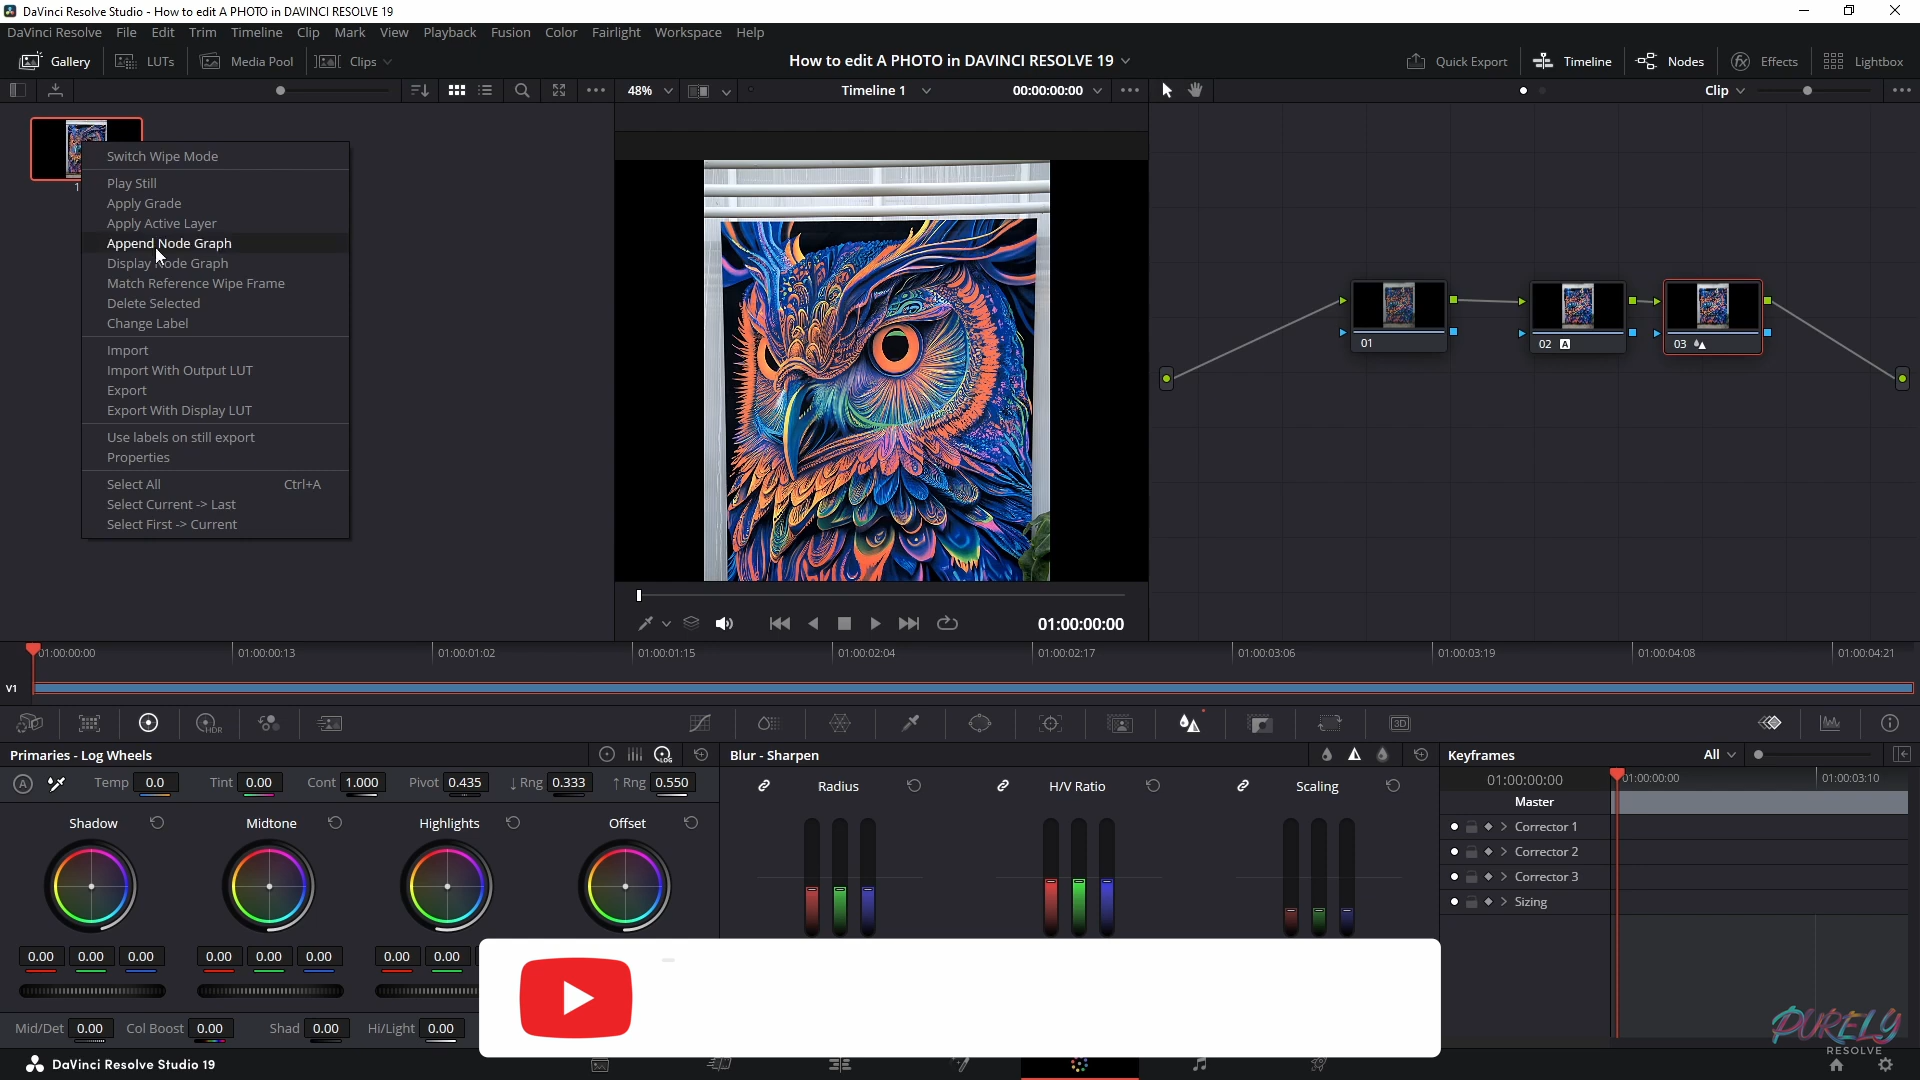 DaVinci Resolve Studio - How to edit A PHOTO in DAVINCI RESOLVE 19
DaVinci Resolve File Edit Trim Timeline Clip Mark View Playback Fusion Color Fairlight Workspace Help
Gallery LUTs Media Pool Clips How to edit A PHOTO in DAVINCI RESOLVE 19 Quick Export Timeline Nodes Effects Lightbox
48% Timeline 1 00:00:00:00 Clip
1
Switch Wipe Mode
Play Still
Apply Grade
Apply Active Layer
Append Node Graph
Display Node Graph
Match Reference Wipe Frame
Delete Selected
Change Label
Import
Import With Output LUT
Export
Export With Display LUT
Use labels on still export
Properties
Select All Ctrl+A
Select Current -> Last
Select First -> Current
01 02 A 03
01:00:00:00
01:00:00:00 01:00:00:13 01:00:01:02 01:00:01:15 01:00:02:04 01:00:02:17 01:00:03:06 01:00:03:19 01:00:04:08 01:00:04:21
V1
HDR 3D
Primaries - Log Wheels LOG Blur - Sharpen Keyframes All
A Temp 0.0 Tint 0.00 Cont 1.000 Pivot 0.435 ↓ Rng 0.333 ↑ Rng 0.550
Radius H/V Ratio Scaling
01:00:00:00 01:00:00:00 01:00:03:10
Master
Shadow Midtone Highlights Offset
Corrector 1
Corrector 2
Corrector 3
Sizing
0.00 0.00 0.00 0.00 0.00 0.00 0.00 0.00
Mid/Det 0.00 Col Boost 0.00 Shad 0.00 Hi/Light 0.00
PURELY
RESOLVE
DaVinci Resolve Studio 19